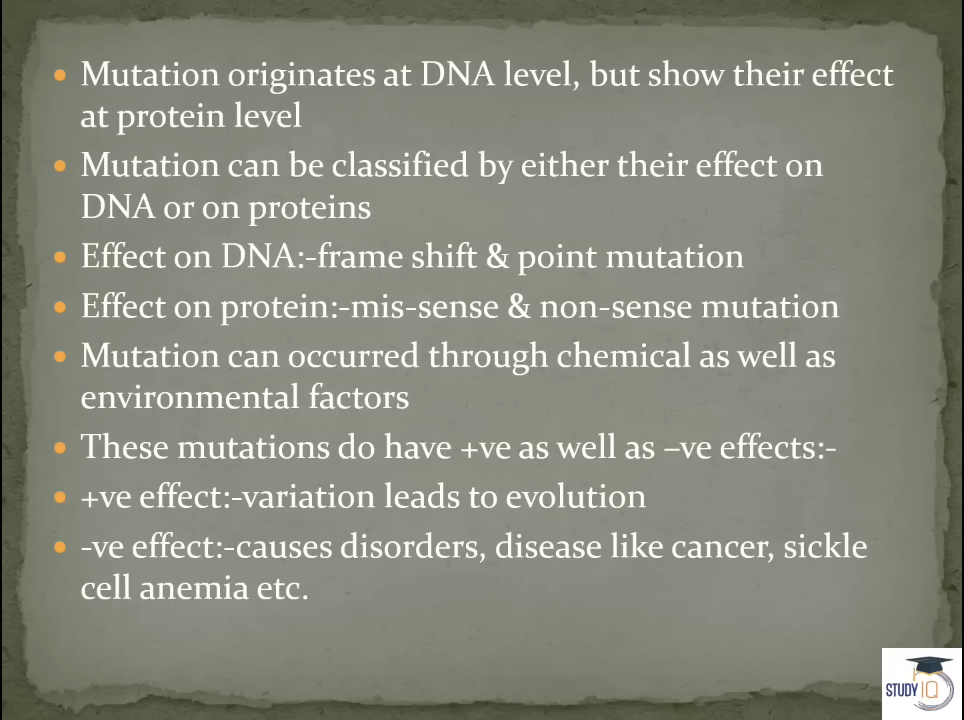 Mutation originates at DNA level, but show their effect
at protein level
Mutation can be classified by either their effect on
DNA or on proteins
Effect on DNA:-frame shift & point mutation
Effect on protein:-mis-sense & non-sense mutation
Mutation can occurred through chemical as well as
environmental factors
These mutations do have +ve as well as –ve effects:-
+ve effect:-variation leads to evolution
-ve effect:-causes disorders, disease like cancer, sickle
cell anemia etc.
STUDY IQ